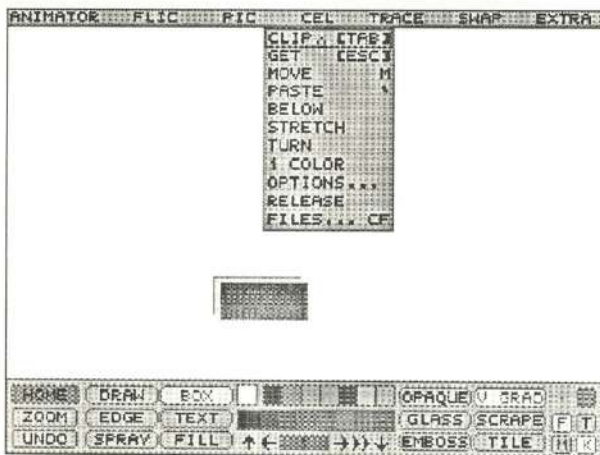 ANIMATOR FLIC PIC CEL TRACE SWAP EXTRA
CLIP [TAB]
GET [ESC]
MOVE M
PASTE
BELOW
STRETCH
TURN
1 COLOR
OPTIONS...
RELEASE
FILES... CF
HOME DRAW BOX OPAQUE V GRAD
ZOOM EDGE TEXT GLASS SCRAPE F T
UNDO SPRAY FILL EMBOSS TILE K